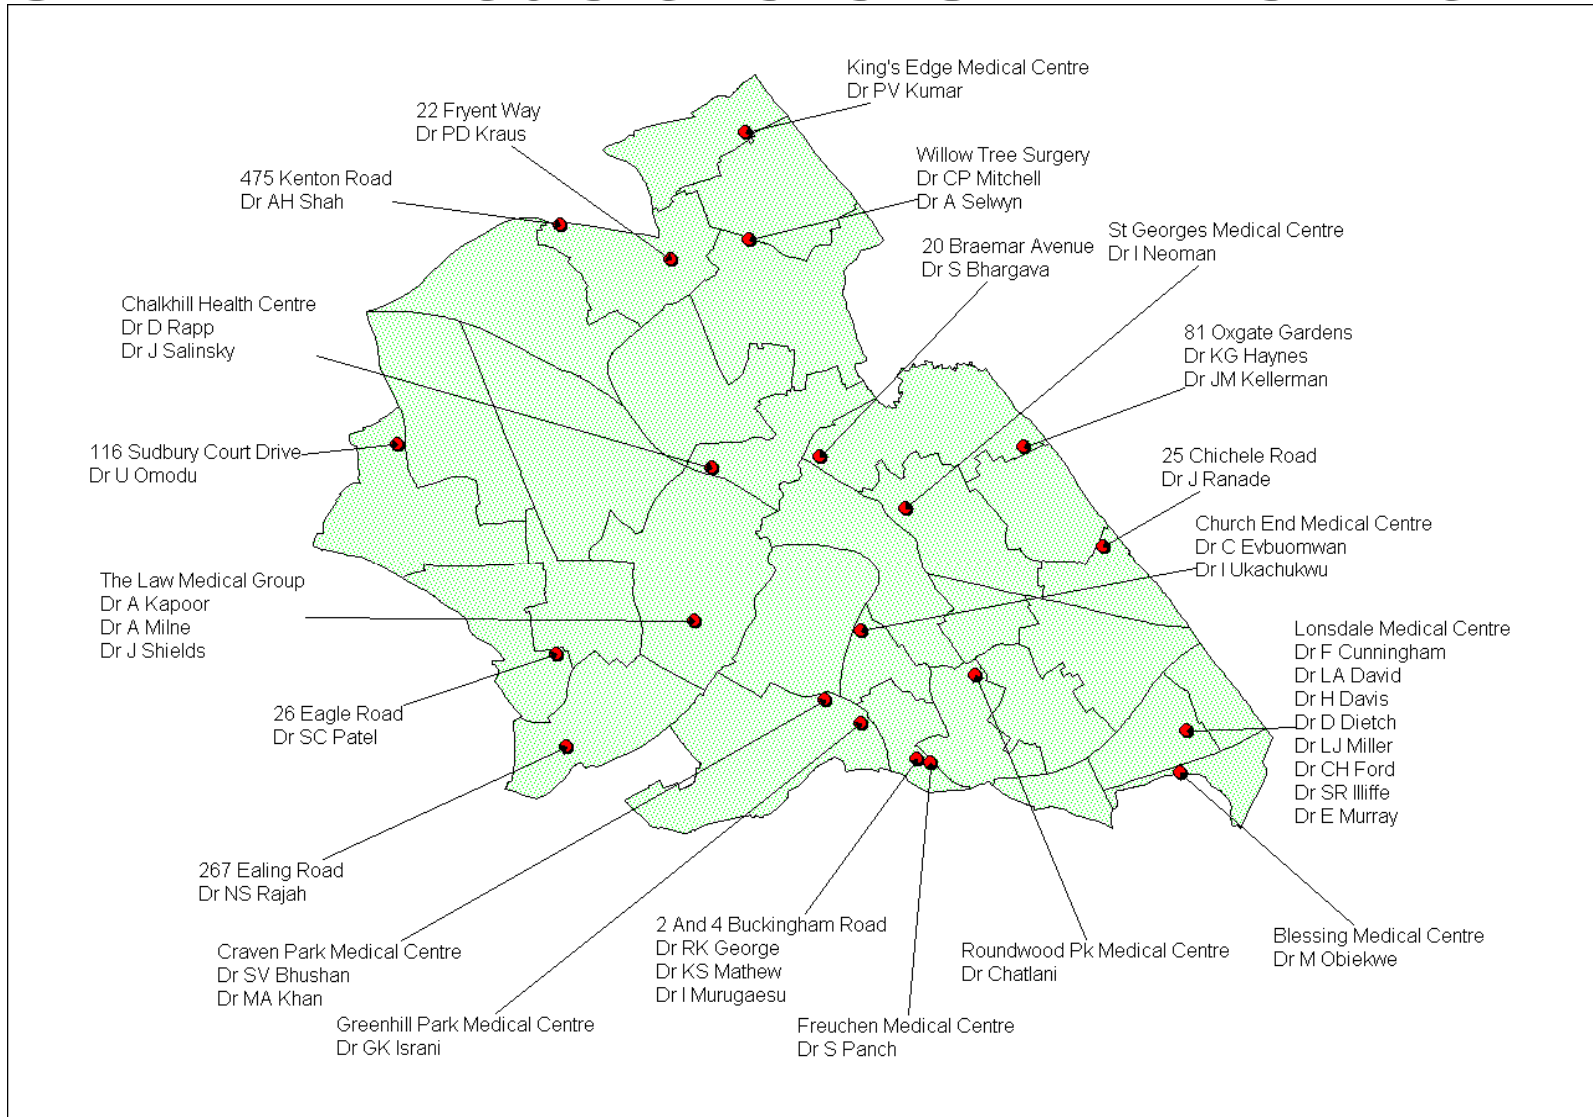 King's Edge Medical Centre
Dr PV Kumar
22 Fryent Way
Dr PD Kraus
Willow Tree Surgery
Dr CP Mitchell
Dr A Selwyn
475 Kenton Road
Dr AH Shah
St Georges Medical Centre
Dr I Neoman
20 Braemar Avenue
Dr S Bhargava
Chalkhill Health Centre
Dr D Rapp
Dr J Salinsky
81 Oxgate Gardens
Dr KG Haynes
Dr JM Kellerman
116 Sudbury Court Drive
Dr U Omodu
25 Chichele Road
Dr J Ranade
Church End Medical Centre
Dr C Evbuomwan
Dr I Ukachukwu
The Law Medical Group
Dr A Kapoor
Dr A Milne
Dr J Shields
Lonsdale Medical Centre
Dr F Cunningham
Dr LA David
Dr H Davis
Dr D Dietch
Dr LJ Miller
Dr CH Ford
Dr SR Illiffe
Dr E Murray
26 Eagle Road
Dr SC Patel
267 Ealing Road
Dr NS Rajah
Craven Park Medical Centre
Dr SV Bhushan
Dr MA Khan
2 And 4 Buckingham Road
Dr RK George
Dr KS Mathew
Dr I Murugaesu
Roundwood Pk Medical Centre
Dr Chatlani
Blessing Medical Centre
Dr M Obiekwe
Greenhill Park Medical Centre
Dr GK Israni
Freuchen Medical Centre
Dr S Panch